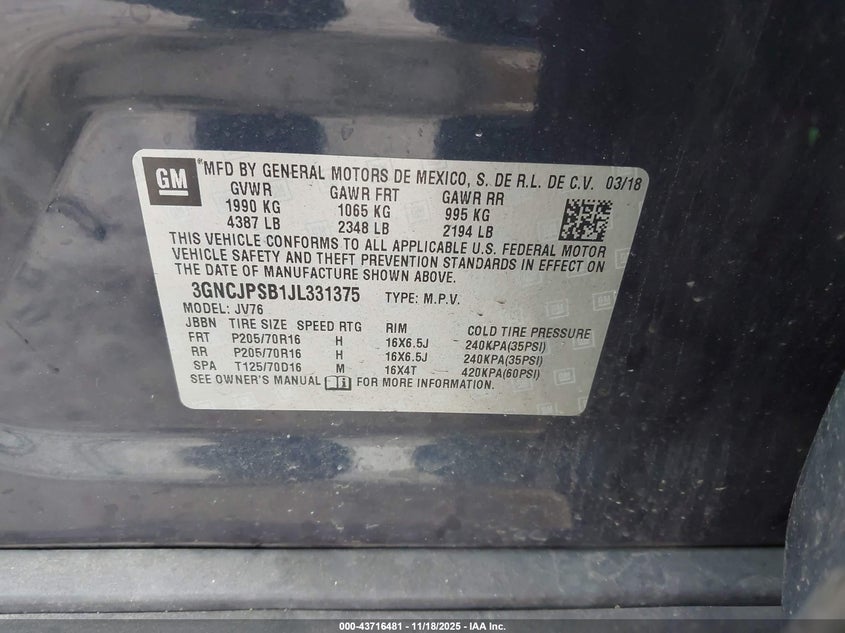 GM
®MFD BY GENERAL MOTORS DE MEXICO, S. DE R.L. DE C.V. 03/18
GVWR GAWR FRT GAWR RR
1990 KG 1065 KG 995 KG
4387 LB 2348 LB 2194 LB
THIS VEHICLE CONFORMS TO ALL APPLICABLE U.S. FEDERAL MOTOR
VEHICLE SAFETY AND THEFT PREVENTION STANDARDS IN EFFECT ON
THE DATE OF MANUFACTURE SHOWN ABOVE.
3GNCJPSB1JL331375 TYPE: M.P.V.
MODEL: JV76
JBBN TIRE SIZE SPEED RTG RIM COLD TIRE PRESSURE
FRT P205/70R16 H 16X6.5J 240KPA(35PSI)
RR P205/70R16 H 16X6.5J 240KPA(35PSI)
SPA T125/70D16 M 16X4T 420KPA(60PSI)
SEE OWNER'S MANUAL FOR MORE INFORMATION
000-43716481 - 11/18/2025 - IAA Inc.